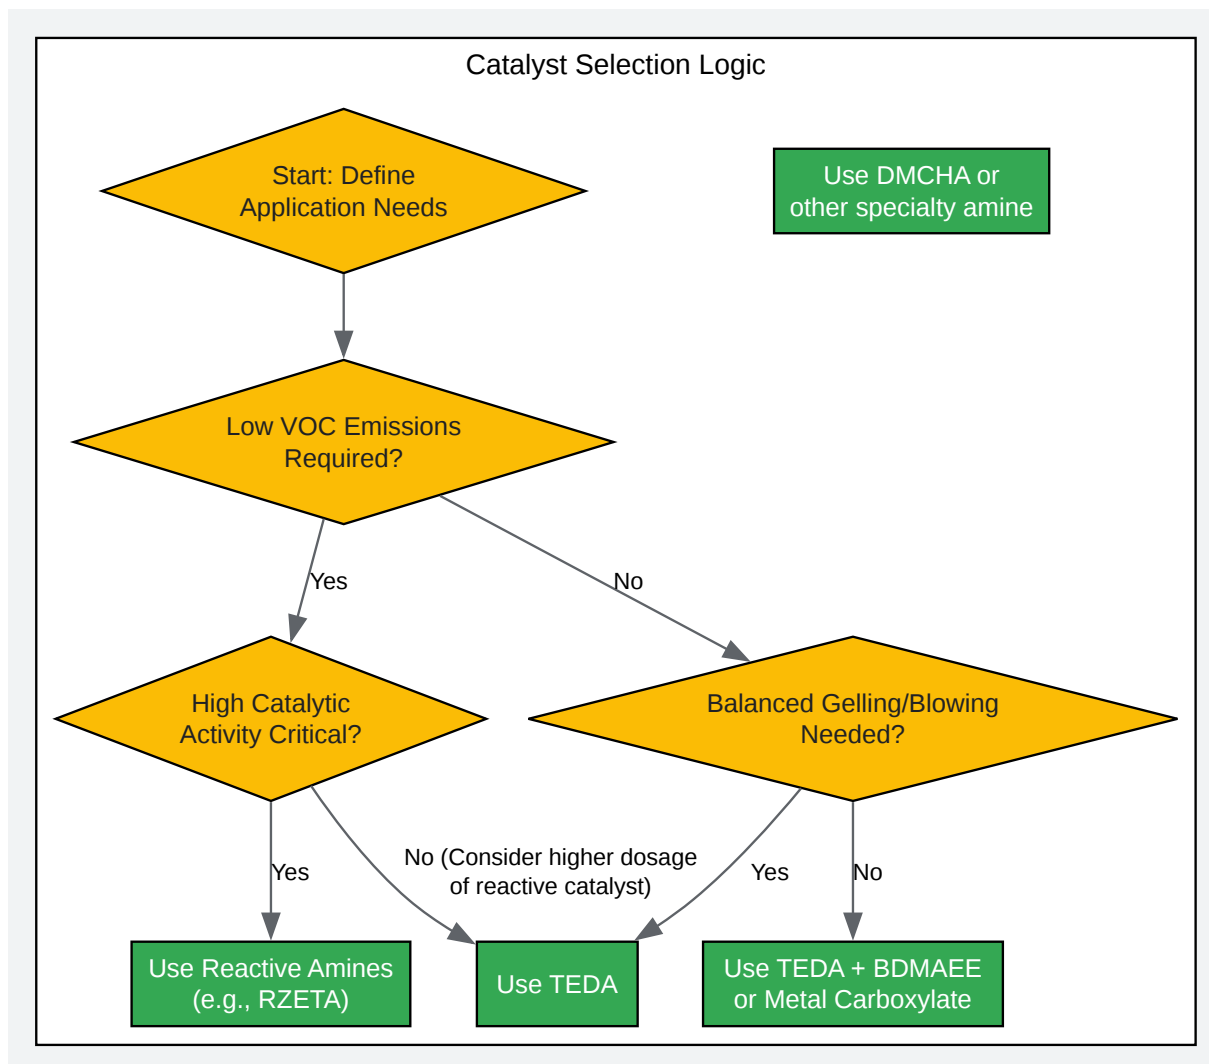 Catalyst Selection Logic
Start: Define
Application Needs
Use DMCHA or
other specialty amine
Low VOC Emissions
Required?
Yes
No
High Catalytic
Activity Critical?
Balanced Gelling/Blowing
Needed?
Yes
No (Consider higher dosage
of reactive catalyst)
Yes
No
Use Reactive Amines
(e.g., RZETA)
Use TEDA
Use TEDA + BDMAEE
or Metal Carboxylate